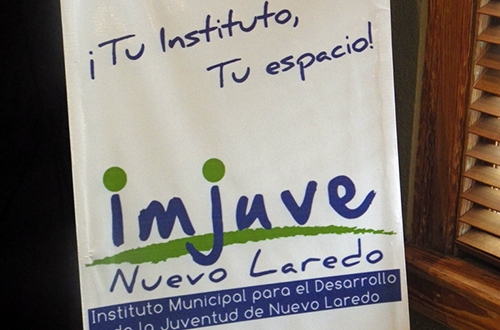 ¡Tu Instituto,
Tu espacio!
imjuve
Nuevo Laredo
Instituto Municipal para el Desarrollo
de la Juventud de Nuevo Laredo